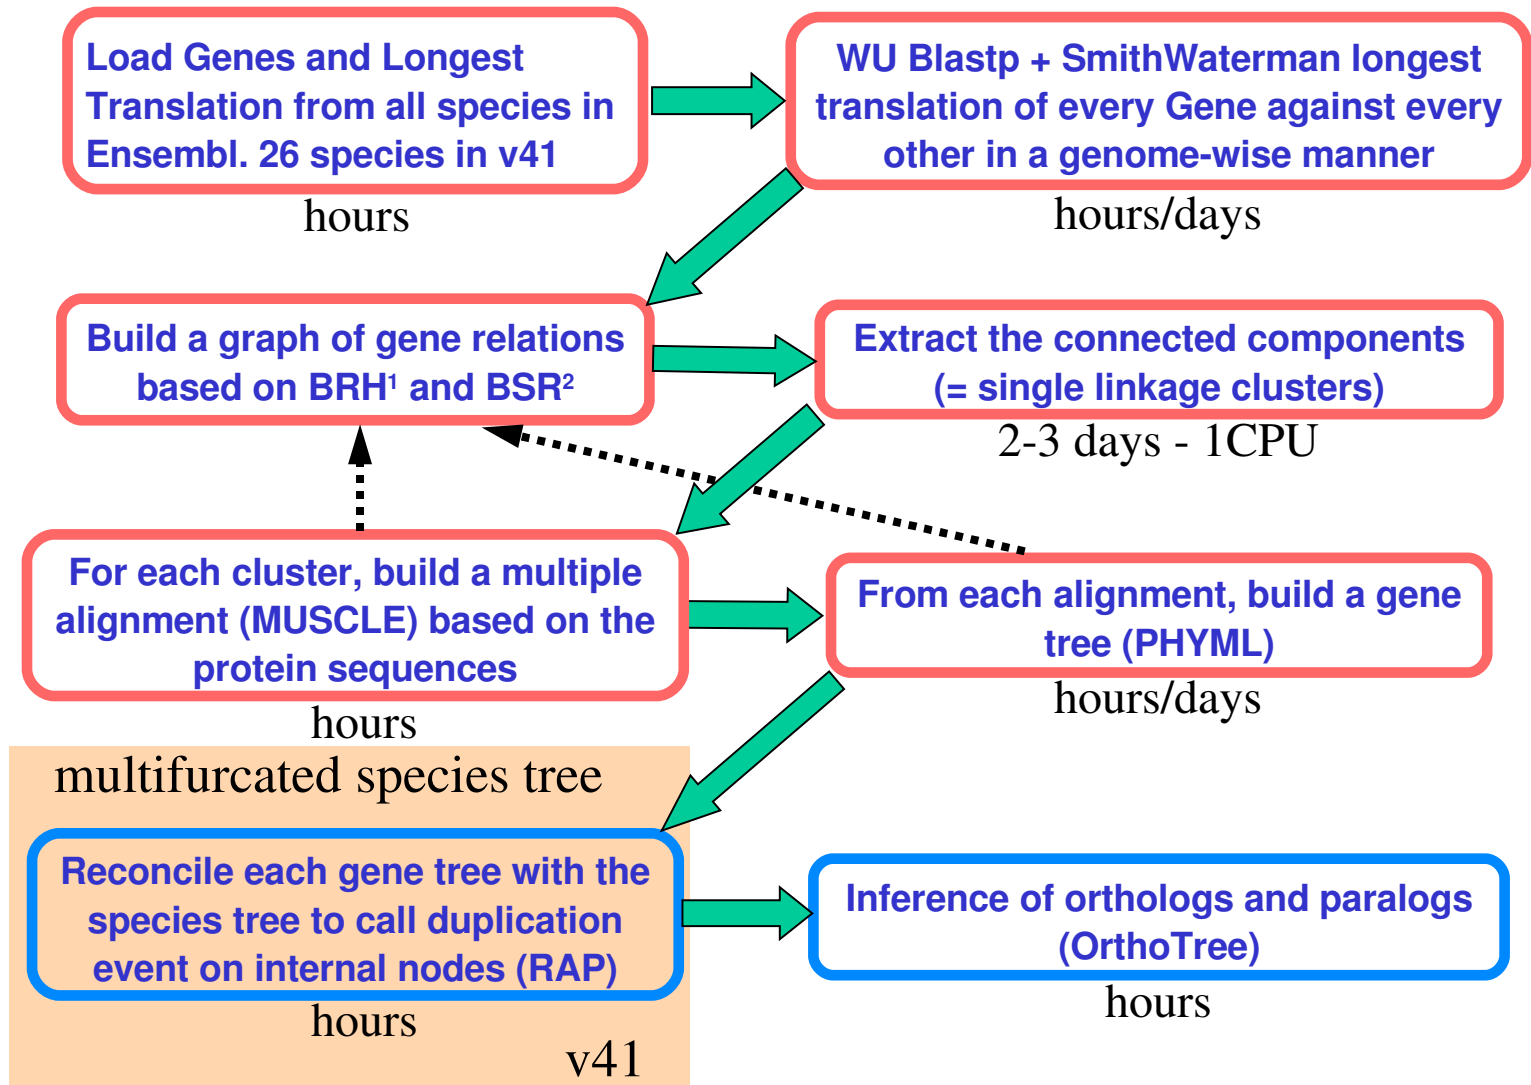 Load Genes and Longest
Translation from all species in
Ensembl. 26 species in v41
hours
WU Blastp + SmithWaterman longest
translation of every Gene against every
other in a genome-wise manner
hours/days
Build a graph of gene relations
based on BRH¹ and BSR²
Extract the connected components
(= single linkage clusters)
2-3 days - 1CPU
For each cluster, build a multiple
alignment (MUSCLE) based on the
protein sequences
hours
From each alignment, build a gene
tree (PHYML)
hours/days
multifurcated species tree
Reconcile each gene tree with the
species tree to call duplication
event on internal nodes (RAP)
hours
v41
Inference of orthologs and paralogs
(OrthoTree)
hours